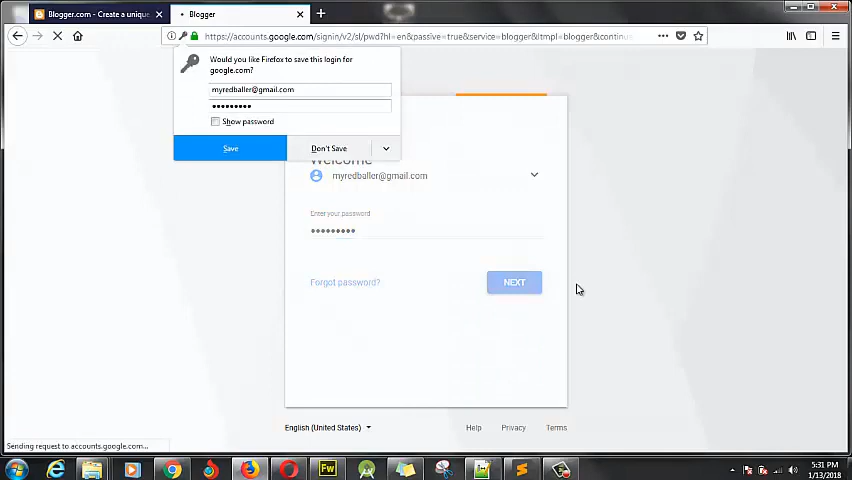 Blogger.com - Create a unique
Blogger
https://accounts.google.com/signin/v2/sl/pwd?hl=en&passive=true&service=blogger&ltmpl=blogger&continu
Would you like Firefox to save this login for
google.com?
myredballer@gmail.com
•••••••••
Show password
Save
Don't Save
Welcome
myredballer@gmail.com
Enter your password
•••••••••
Forgot password?
NEXT
English (United States)
Help
Privacy
Terms
Sending request to accounts.google.com...
Fw
5:31 PM
1/13/2018